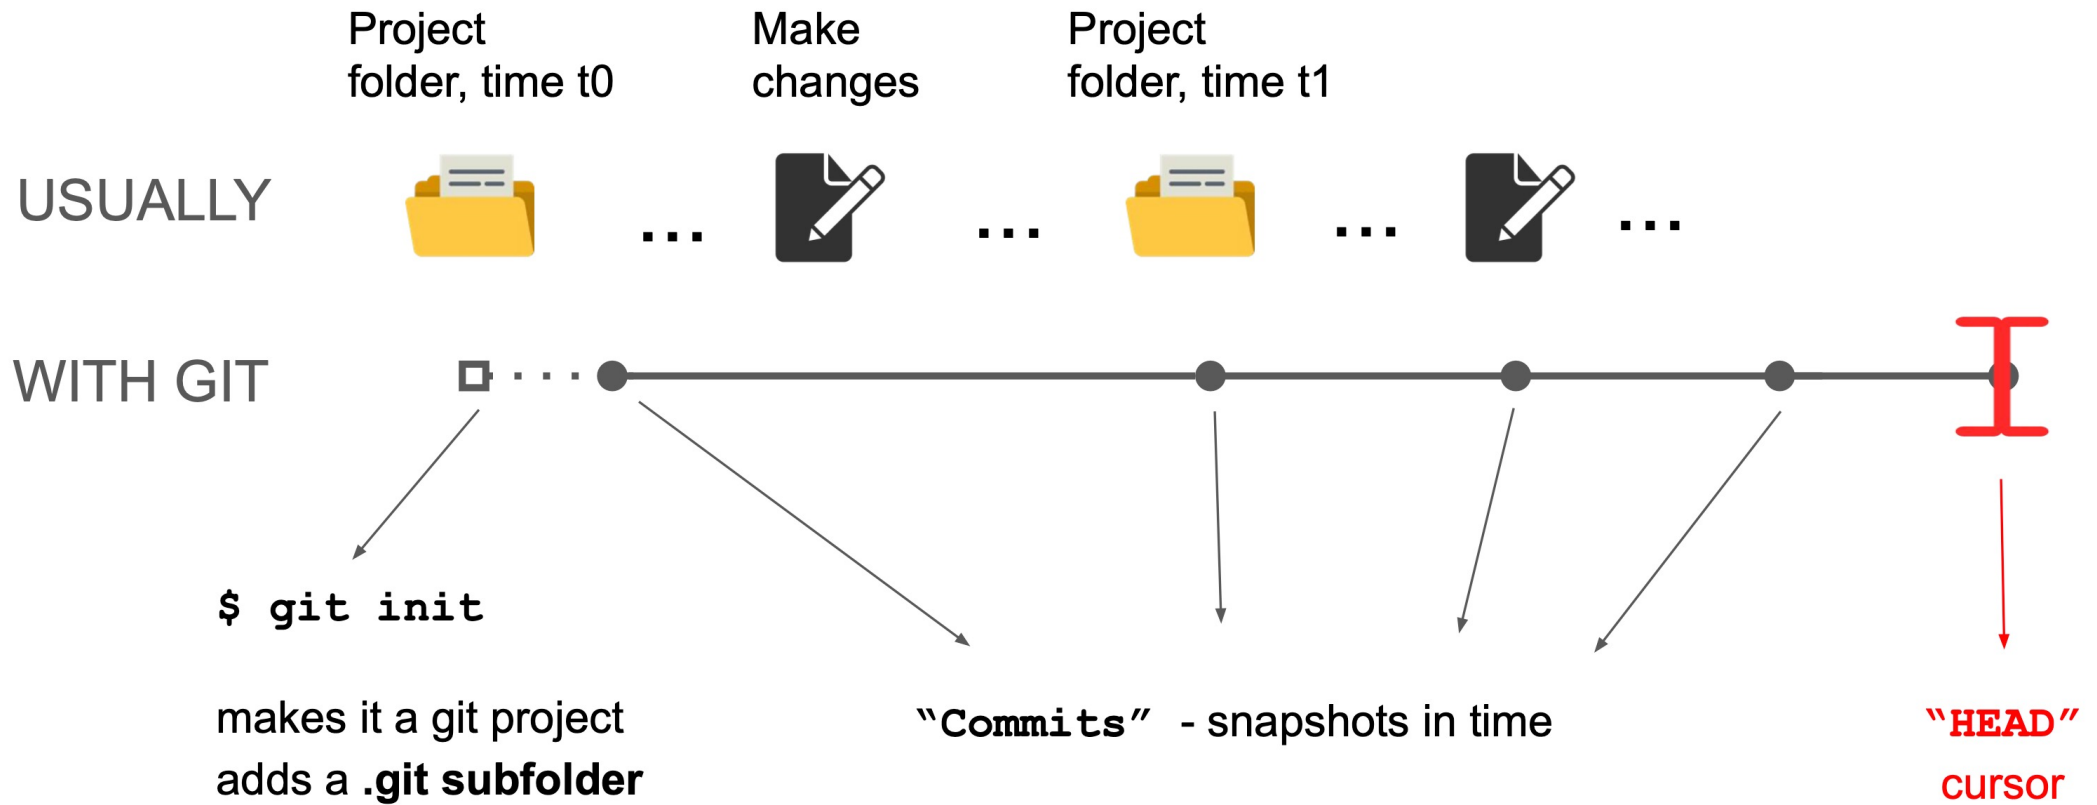 Project
folder, time t0
Make
changes
Project
folder, time t1
USUALLY
... ... ... ...
WITH GIT
$ git init
makes it a git project
adds a .git subfolder
“Commits” - snapshots in time
“HEAD”
cursor